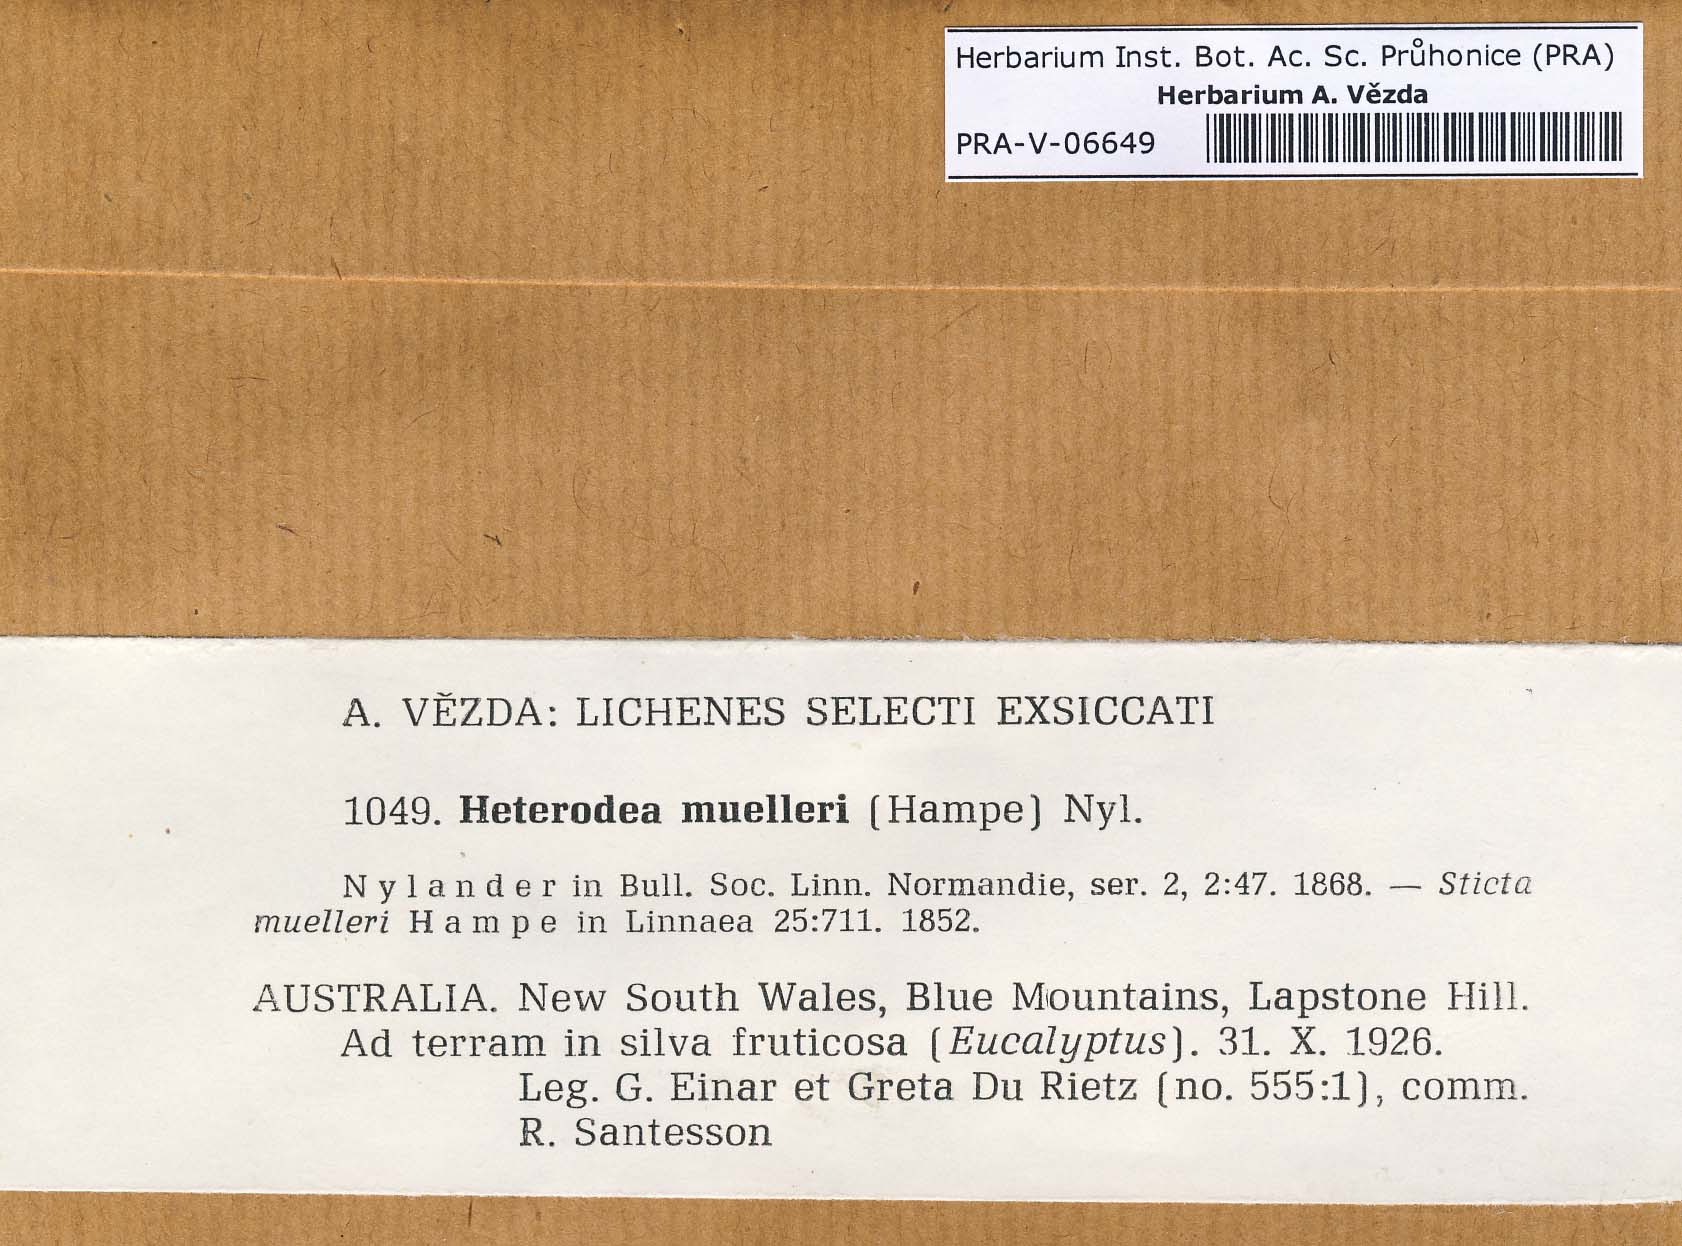 Herbarium Inst. Bot. Ac. Sc. Průhonice (PRA)
Herbarium A. Vězda
PRA-V-06649
A. VĚZDA: LICHENES SELECTI EXSICCATI
1049. Heterodea muelleri (Hampe) Nyl.
Nylander in Bull. Soc. Linn. Normandie, ser. 2, 2:47. 1868. — Sticta
muelleri Hampe in Linnaea 25:711. 1852.
AUSTRALIA. New South Wales, Blue Mountains, Lapstone Hill.
Ad terram in silva fruticosa (Eucalyptus). 31. X. 1926.
Leg. G. Einar et Greta Du Rietz (no. 555:1), comm.
R. Santesson